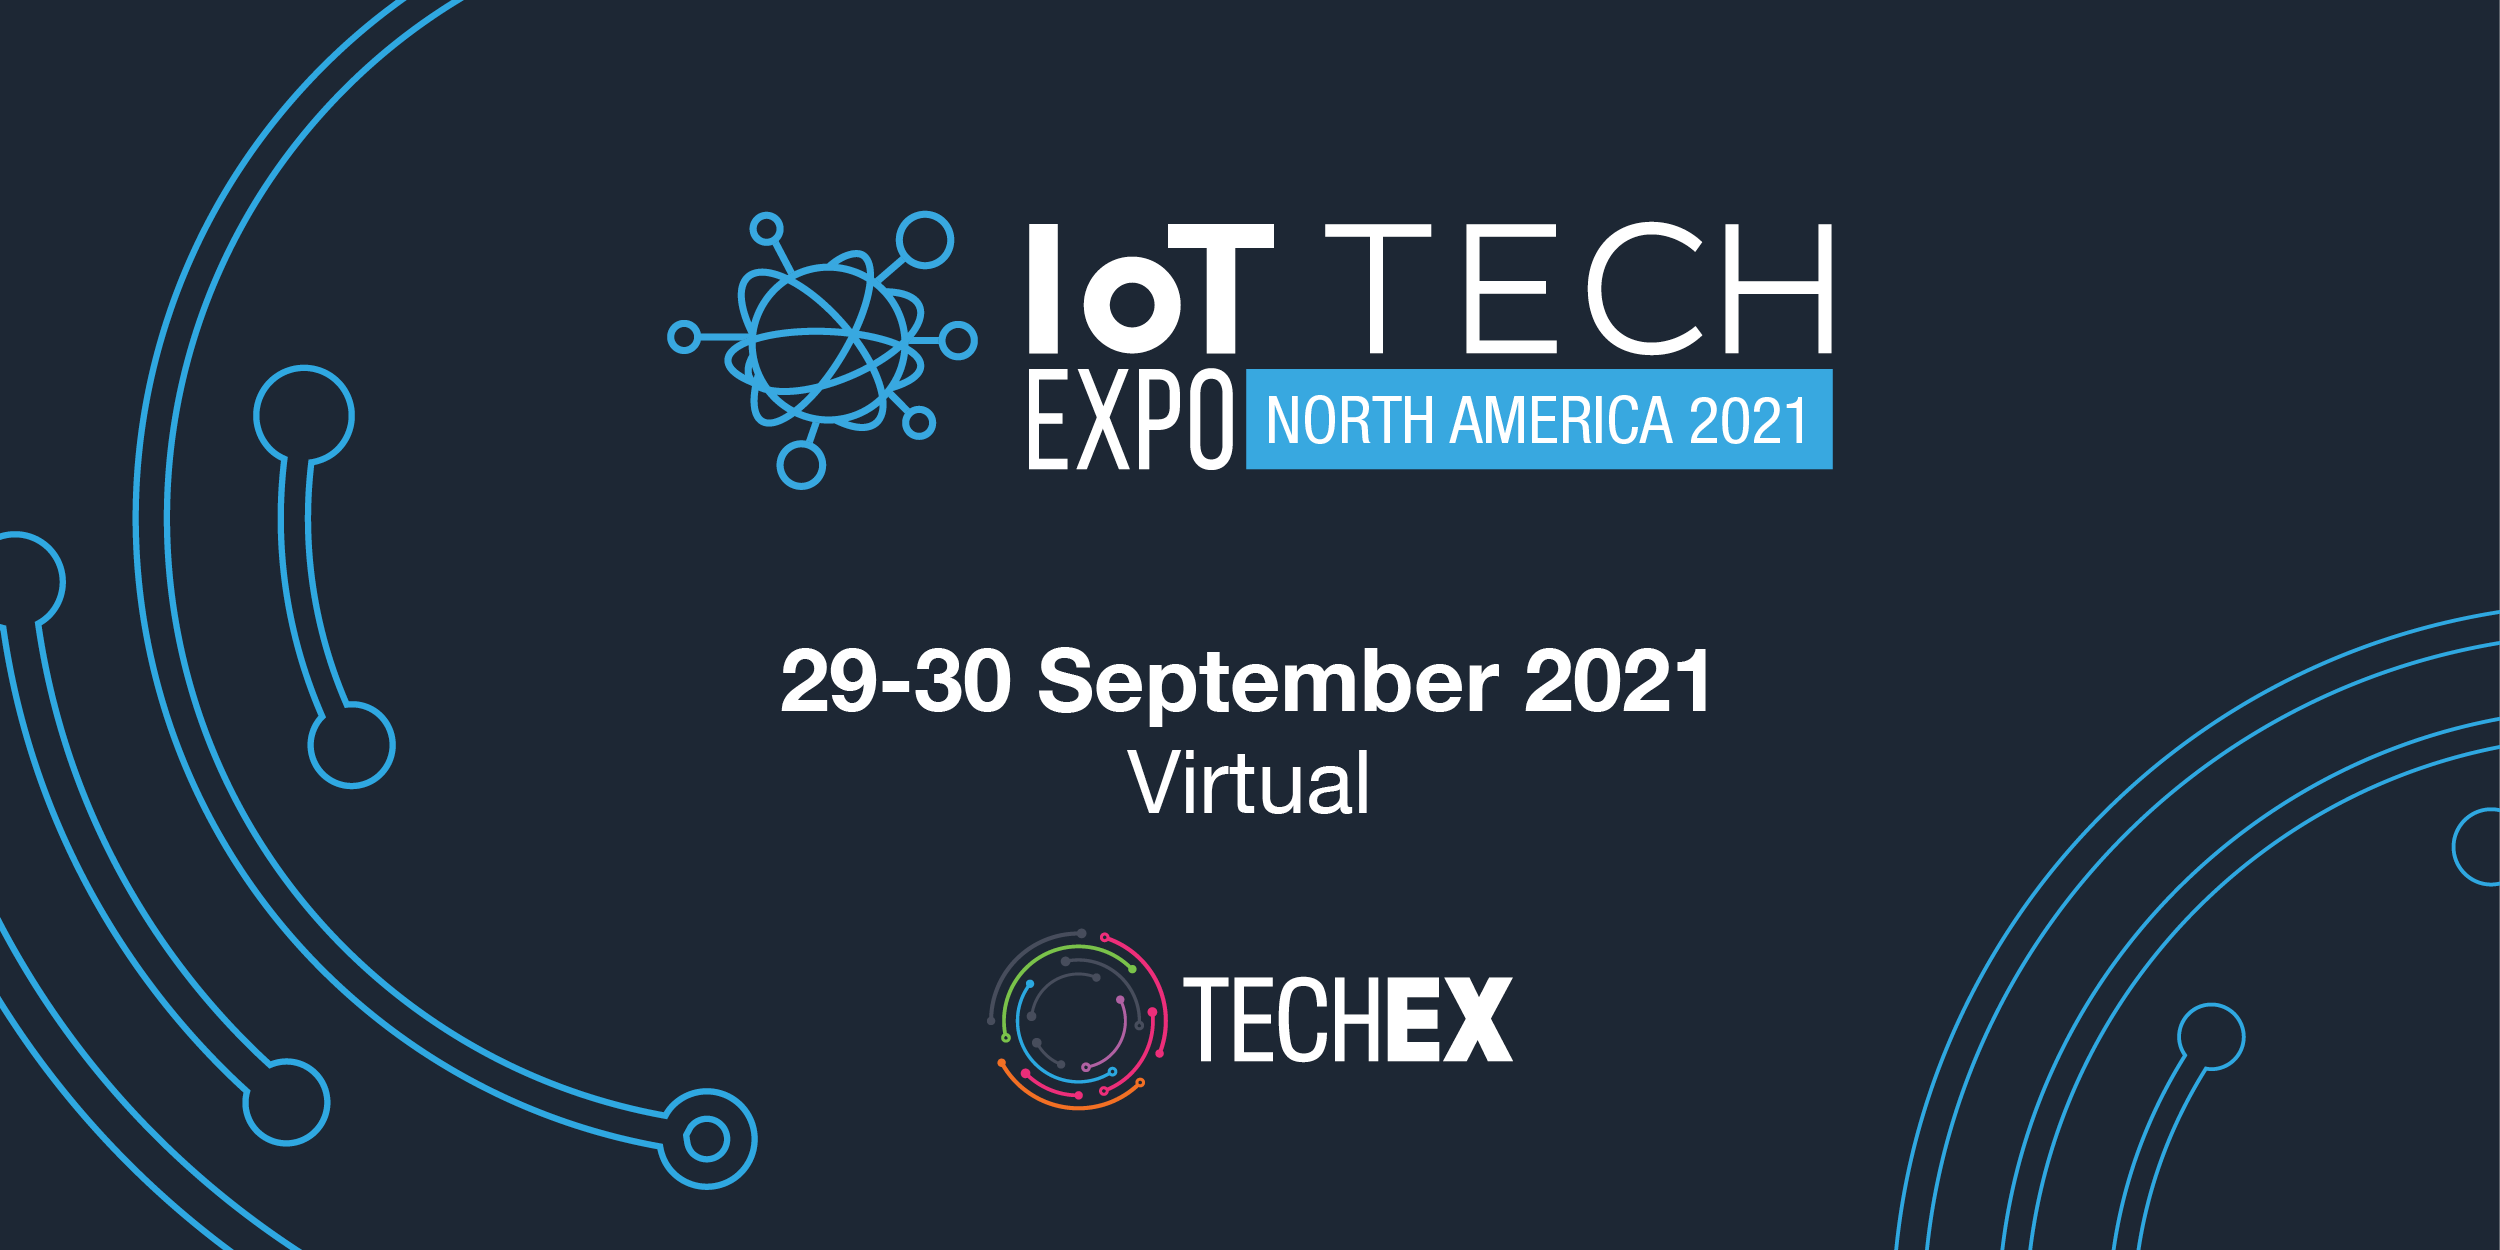 IoT TECH
EXPO NORTH AMERICA 2021
29-30 September 2021
Virtual
TECHEX